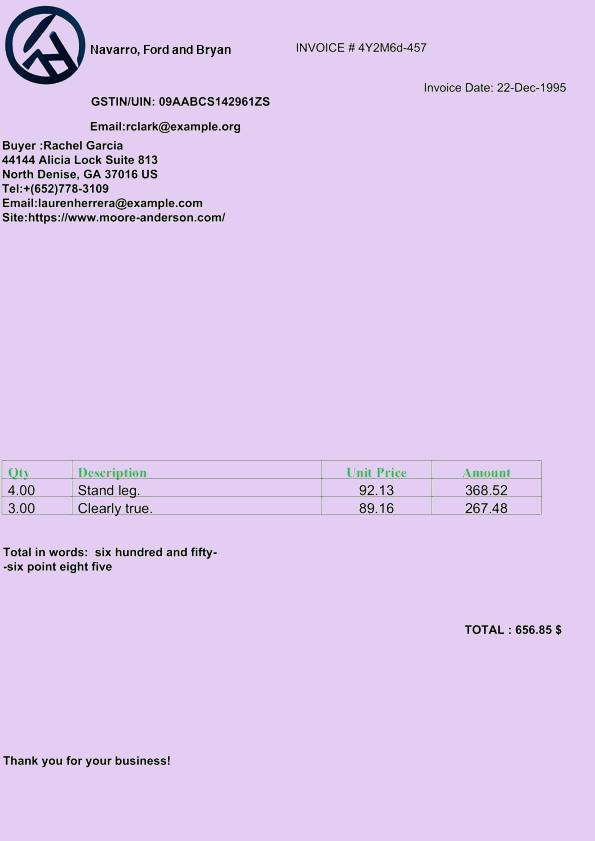 Navarro, Ford and Bryan
INVOICE # 4Y2M6d-457
Invoice Date: 22-Dec-1995
GSTIN/UIN: 09AABCS142961ZS
Email:rclark@example.org
Buyer :Rachel Garcia
44144 Alicia Lock Suite 813
North Denise, GA 37016 US
Tel:+(652)778-3109
Email:laurenherrera@example.com
Site:https://www.moore-anderson.com/
Qty Description Unit Price Amount
4.00 Stand leg. 92.13 368.52
3.00 Clearly true. 89.16 267.48
Total in words:  six hundred and fifty-
-six point eight five
TOTAL : 656.85 $
Thank you for your business!